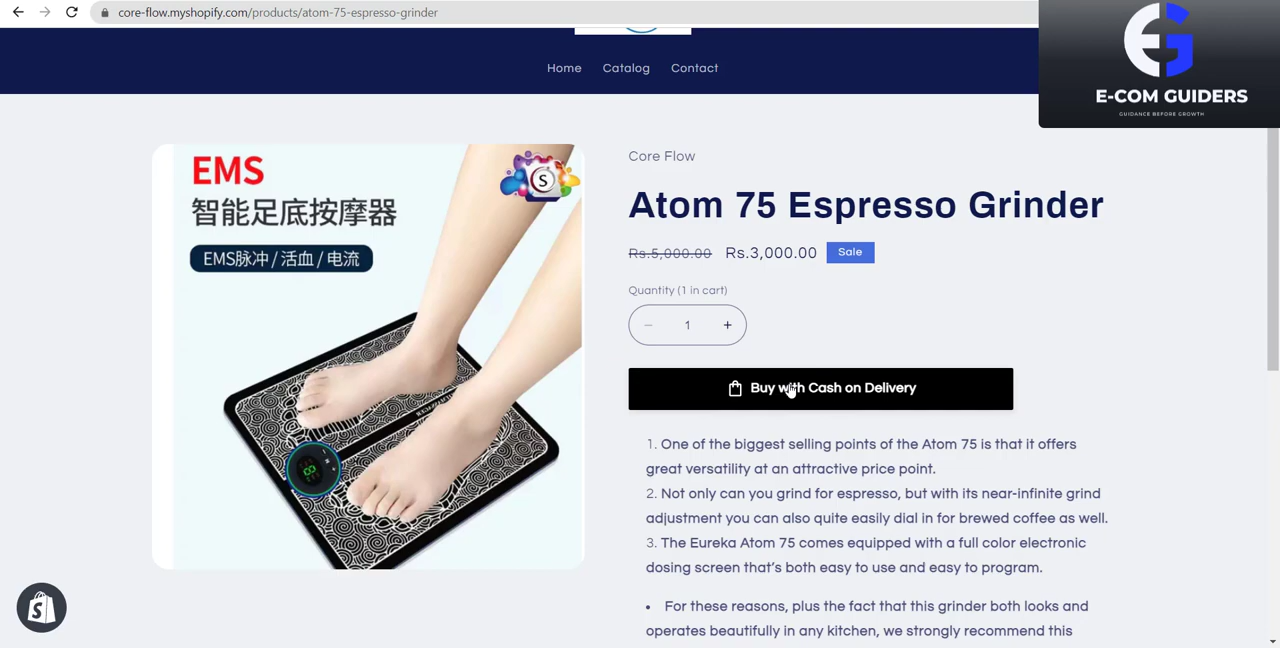 core-flow.myshopify.com/products/atom-75-espresso-grinder
E-COM GUIDERS
GUIDANCE BEFORE GROWTH
Home Catalog Contact
EMS
智能足底按摩器
EMS脉冲 / 活血 / 电流
S
Core Flow
Atom 75 Espresso Grinder
Rs.5,000.00 Rs.3,000.00 Sale
Quantity (1 in cart)
− 1 +
Buy with Cash on Delivery
1. One of the biggest selling points of the Atom 75 is that it offers
great versatility at an attractive price point.
2. Not only can you grind for espresso, but with its near-infinite grind
adjustment you can also quite easily dial in for brewed coffee as well.
3. The Eureka Atom 75 comes equipped with a full color electronic
dosing screen that’s both easy to use and easy to program.
• For these reasons, plus the fact that this grinder both looks and
operates beautifully in any kitchen, we strongly recommend this